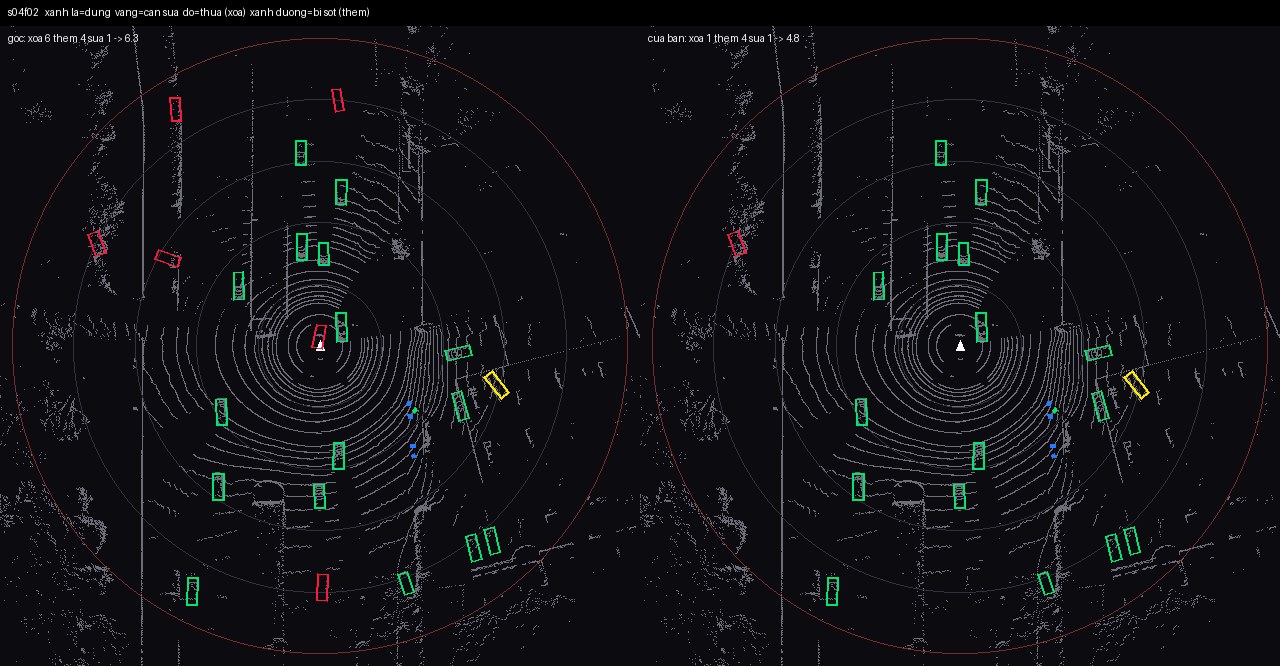 s04f02 xanh la=dung vang=can sua do=thua (xoa) xanh duong=bi sot (them)
goc: xoa 6 them 4 sua 1 -> 6.3
cua ban: xoa 1 them 4 sua 1 -> 4.8